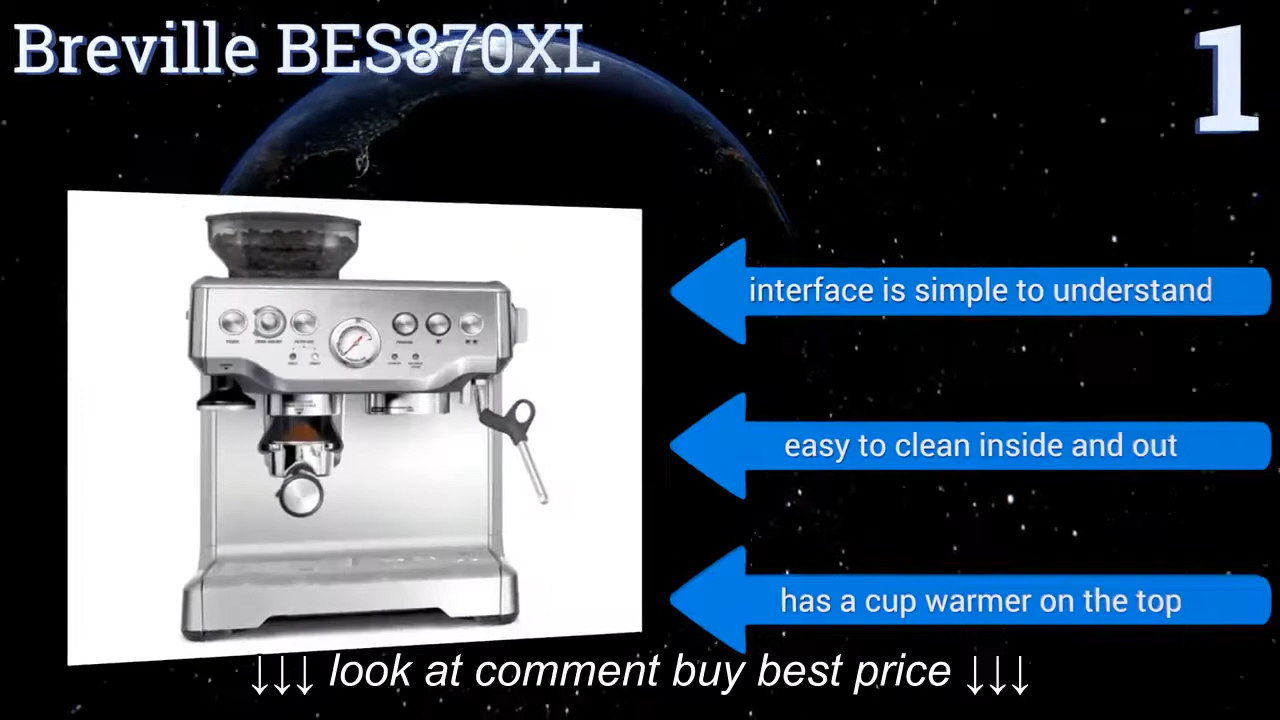 Breville BES870XL
1
interface is simple to understand
easy to clean inside and out
has a cup warmer on the top
↓↓↓ look at comment buy best price ↓↓↓